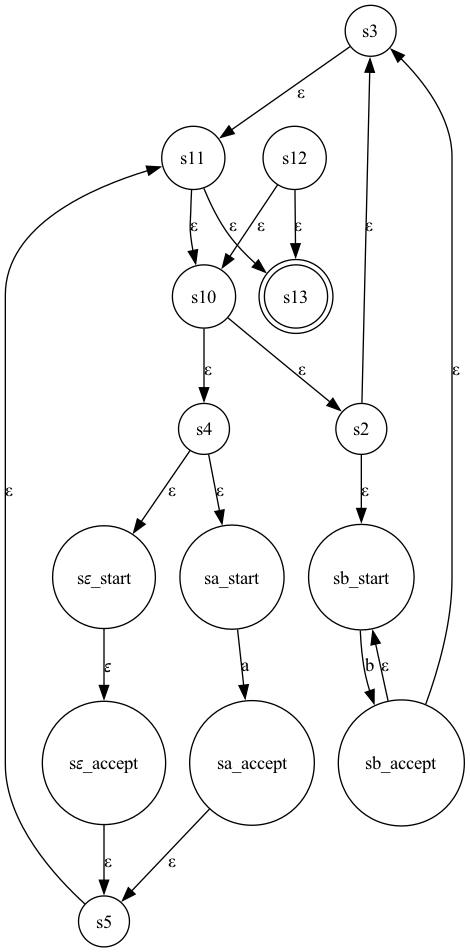 s3
ε
s11
s12
ε
ε
ε
ε
ε
s10
s13
ε
ε
s4
s2
ε
ε
ε
ε
ε
sε_start
sa_start
sb_start
ε
a
b
ε
sε_accept
sa_accept
sb_accept
ε
ε
s5